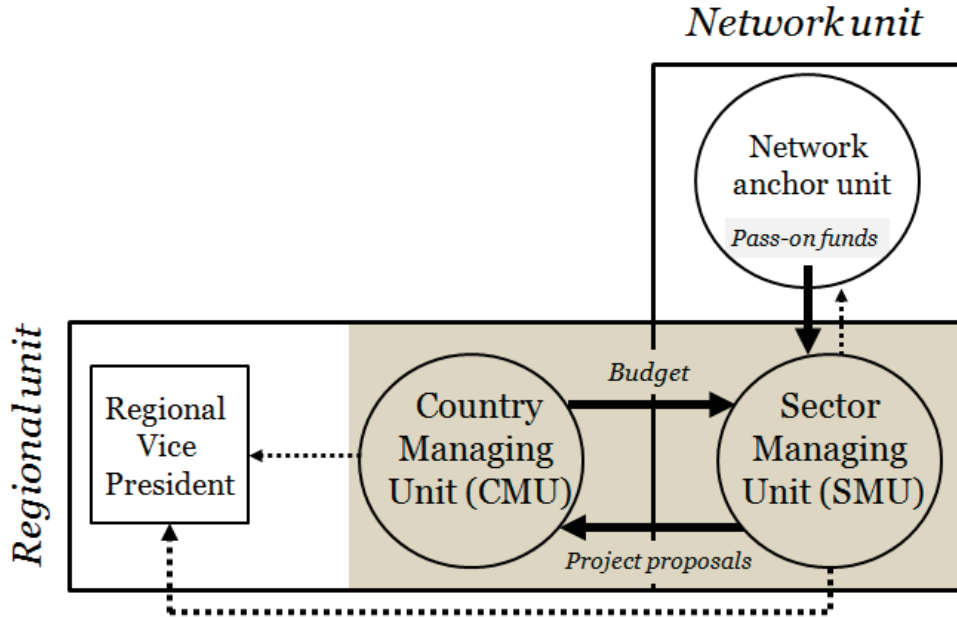 Network unit
Network
anchor unit
Pass-on funds
Regional unit
Regional
Vice
President
Country
Managing
Unit (CMU)
Budget
Project proposals
Sector
Managing
Unit (SMU)